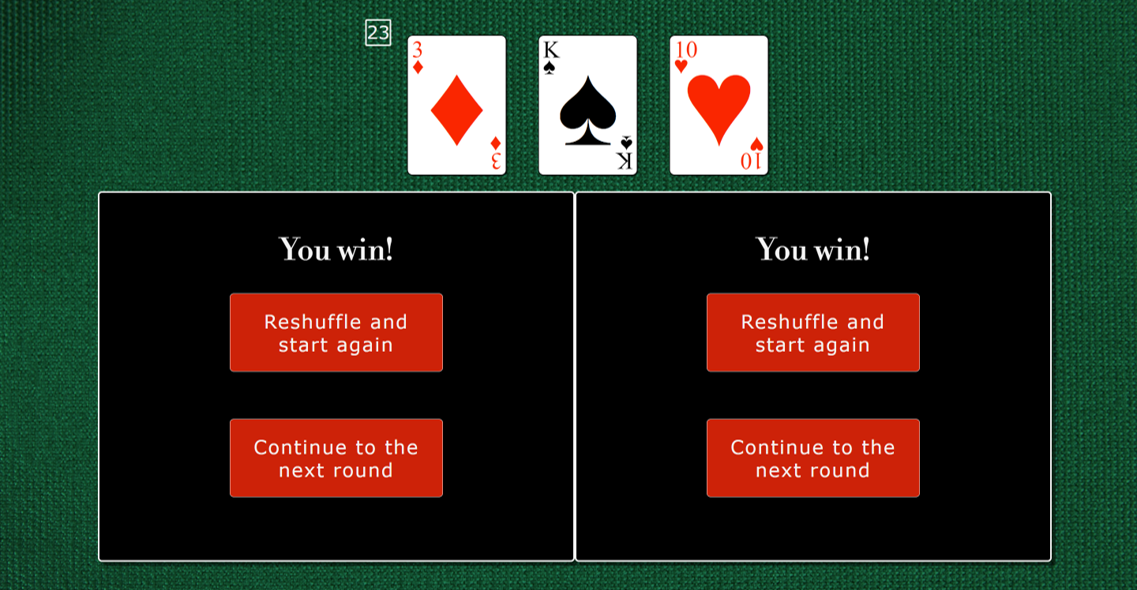 23
3
K
10
3
K
10
You win!
Reshuffle and
start again
Continue to the
next round
You win!
Reshuffle and
start again
Continue to the
next round